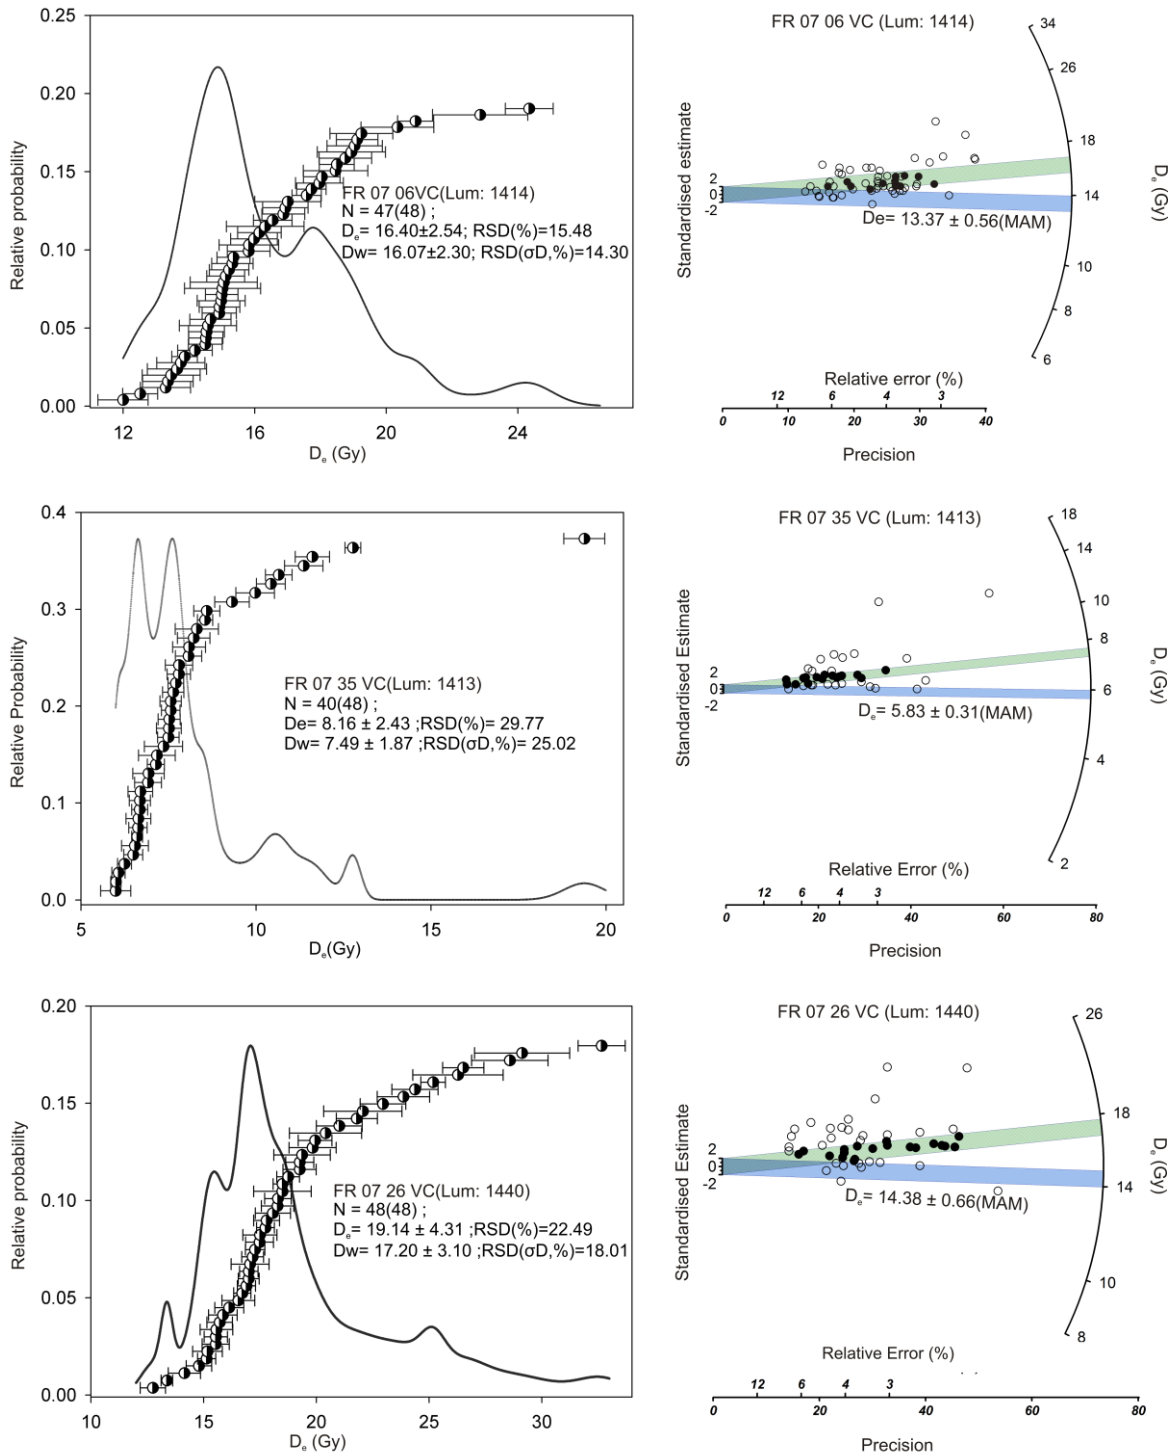 0.25
0.20
0.15
0.10
0.05
0.00
Relative probability
12
16
20
24
Dₑ (Gy)
FR 07 06VC(Lum: 1414)
N = 47(48) ;
Dₑ= 16.40±2.54; RSD(%)=15.48
Dw= 16.07±2.30; RSD(σD,%)=14.30
FR 07 06 VC (Lum: 1414)
34
26
18
14
10
8
6
Dₑ (Gy)
Standardised estimate
2
0
-2
De= 13.37 ± 0.56(MAM)
Relative error (%)
12
6
4
3
0
10
20
30
40
Precision
0.4
0.3
0.2
0.1
0.0
Relative Probability
5
10
15
20
Dₑ(Gy)
FR 07 35 VC(Lum: 1413)
N = 40(48) ;
De= 8.16 ± 2.43 ;RSD(%)= 29.77
Dw= 7.49 ± 1.87 ;RSD(σD,%)= 25.02
FR 07 35 VC (Lum: 1413)
18
14
10
8
6
4
2
Dₑ (Gy)
Standardised Estimate
2
0
-2
Dₑ= 5.83 ± 0.31(MAM)
Relative Error (%)
12
6
4
3
0
20
40
60
80
Precision
0.20
0.15
0.10
0.05
0.00
Relative probability
10
15
20
25
30
Dₑ (Gy)
FR 07 26 VC(Lum: 1440)
N = 48(48) ;
Dₑ= 19.14 ± 4.31 ;RSD(%)=22.49
Dw= 17.20 ± 3.10 ;RSD(σD,%)=18.01
FR 07 26 VC (Lum: 1440)
26
18
14
10
8
Dₑ (Gy)
Standardised Estimate
2
0
-2
Dₑ= 14.38 ± 0.66(MAM)
Relative Error (%)
12
6
4
3
0
20
40
60
80
Precision